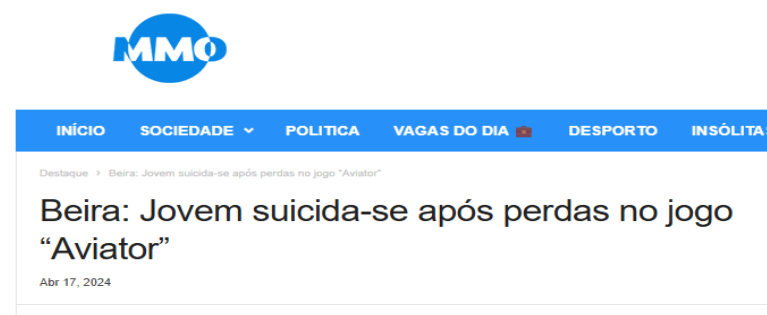 MMO
INÍCIO SOCIEDADE POLITICA VAGAS DO DIA 💼 DESPORTO INSÓLITAS
Destaque › Beira: Jovem suicida-se após perdas no jogo "Aviator"
Beira: Jovem suicida-se após perdas no jogo
“Aviator”
Abr 17, 2024